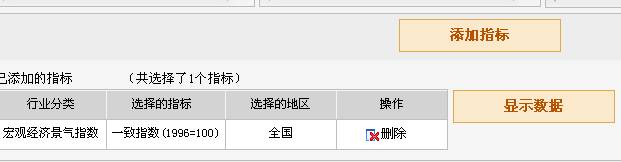 添加指标
已添加的指标 （共选择了1个指标）
行业分类 选择的指标 选择的地区 操作
显示数据
宏观经济景气指数 一致指数(1996=100) 全国 删除